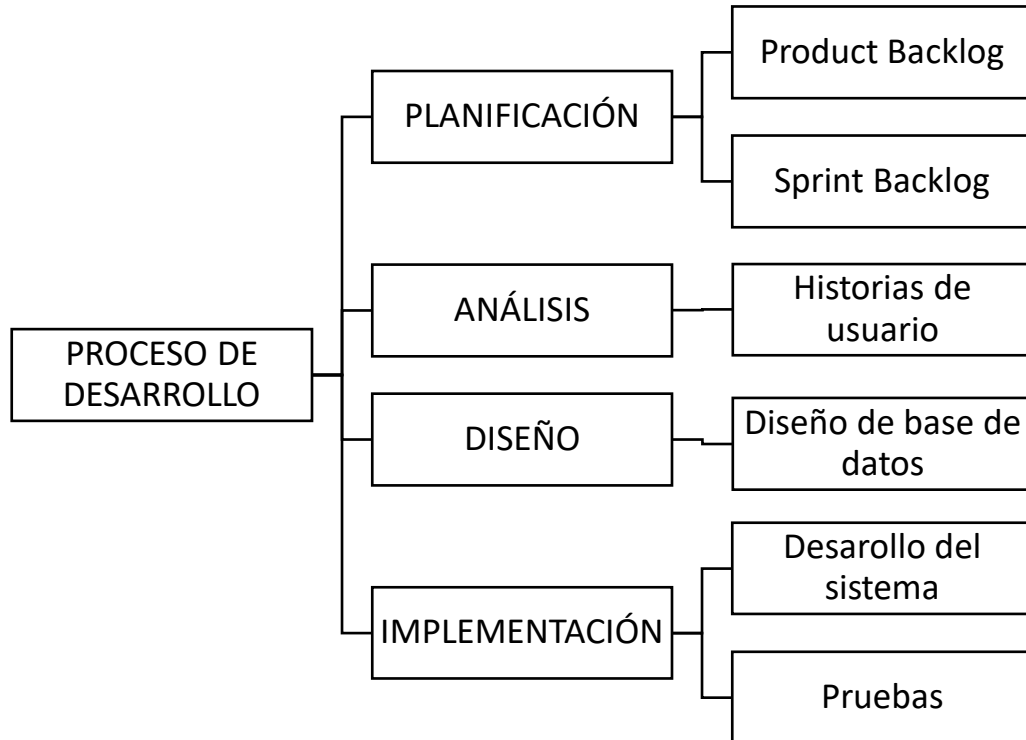 PROCESO DE
DESARROLLO
PLANIFICACIÓN
Product Backlog
Sprint Backlog
ANÁLISIS
Historias de
usuario
DISEÑO
Diseño de base de
datos
IMPLEMENTACIÓN
Desarollo del
sistema
Pruebas